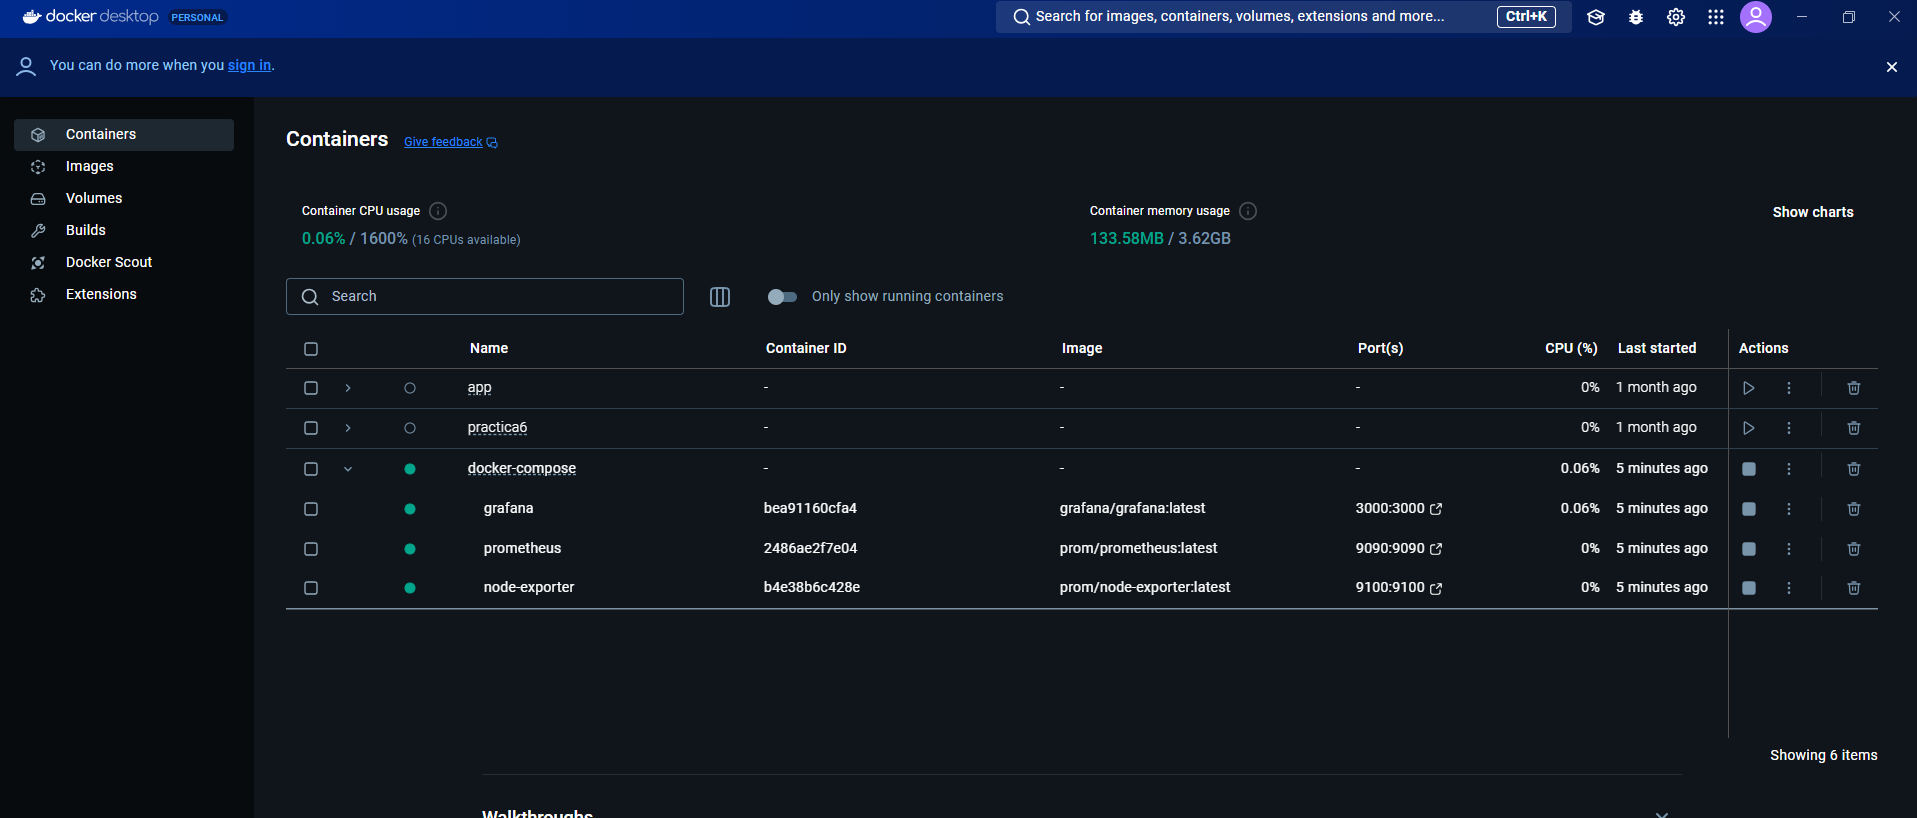 docker desktop PERSONAL
Search for images, containers, volumes, extensions and more... Ctrl+K
You can do more when you sign in.
Containers
Images
Volumes
Builds
Docker Scout
Extensions
Containers Give feedback
Container CPU usage
0.06% / 1600% (16 CPUs available)
Container memory usage
133.58MB / 3.62GB
Show charts
Search
Only show running containers
Name Container ID Image Port(s) CPU (%) Last started Actions
app - - - 0% 1 month ago
practica6 - - - 0% 1 month ago
docker-compose - - - 0.06% 5 minutes ago
grafana bea91160cfa4 grafana/grafana:latest 3000:3000 0.06% 5 minutes ago
prometheus 2486ae2f7e04 prom/prometheus:latest 9090:9090 0% 5 minutes ago
node-exporter b4e38b6c428e prom/node-exporter:latest 9100:9100 0% 5 minutes ago
Showing 6 items
Walkthroughs